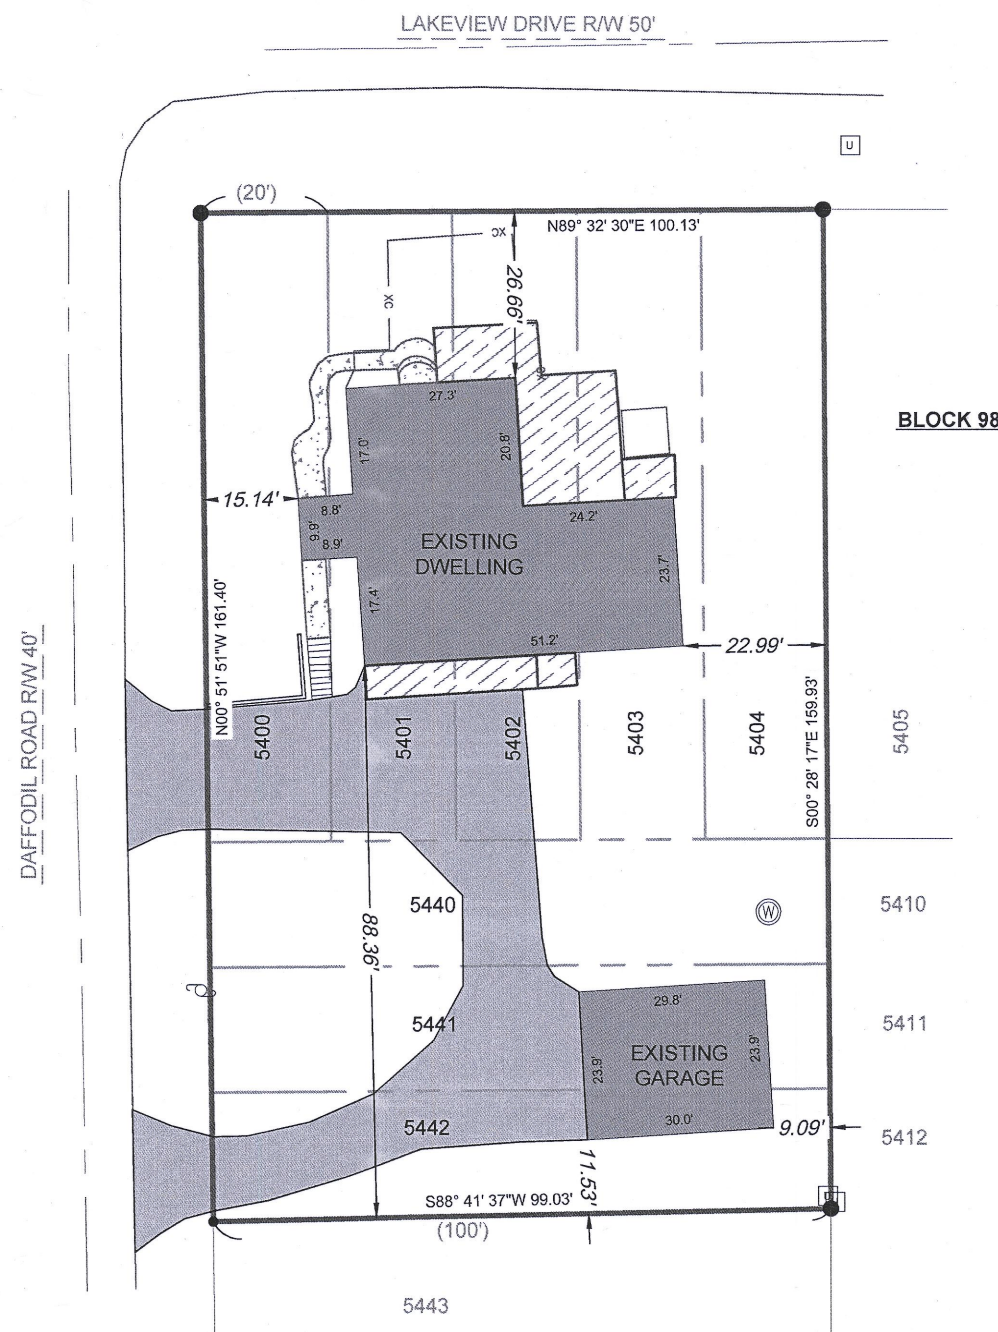 LAKEVIEW DRIVE R/W 50'
U
(20')
N89° 32' 30"E 100.13'
XC
XC
26.66'
27.3'
17.0'
20.8'
BLOCK 98
15.14'
8.8'
9.9'
8.9'
24.2'
EXISTING
DWELLING
23.7'
17.4'
51.2'
22.99'
N00° 51' 51"W 161.40'
DAFFODIL ROAD R/W 40'
S00° 28' 17"E 159.93'
5400
5401
5402
5403
5404
5405
5440
W
5410
88.36'
29.8'
5441
5411
23.9'
EXISTING
GARAGE
23.9'
30.0'
5442
9.09'
5412
11.53'
S88° 41' 37"W 99.03'
(100')
5443